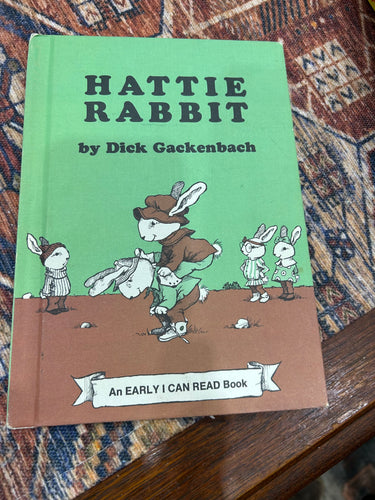 HATTIE
RABBIT
by Dick Gackenbach
An EARLY I CAN READ Book